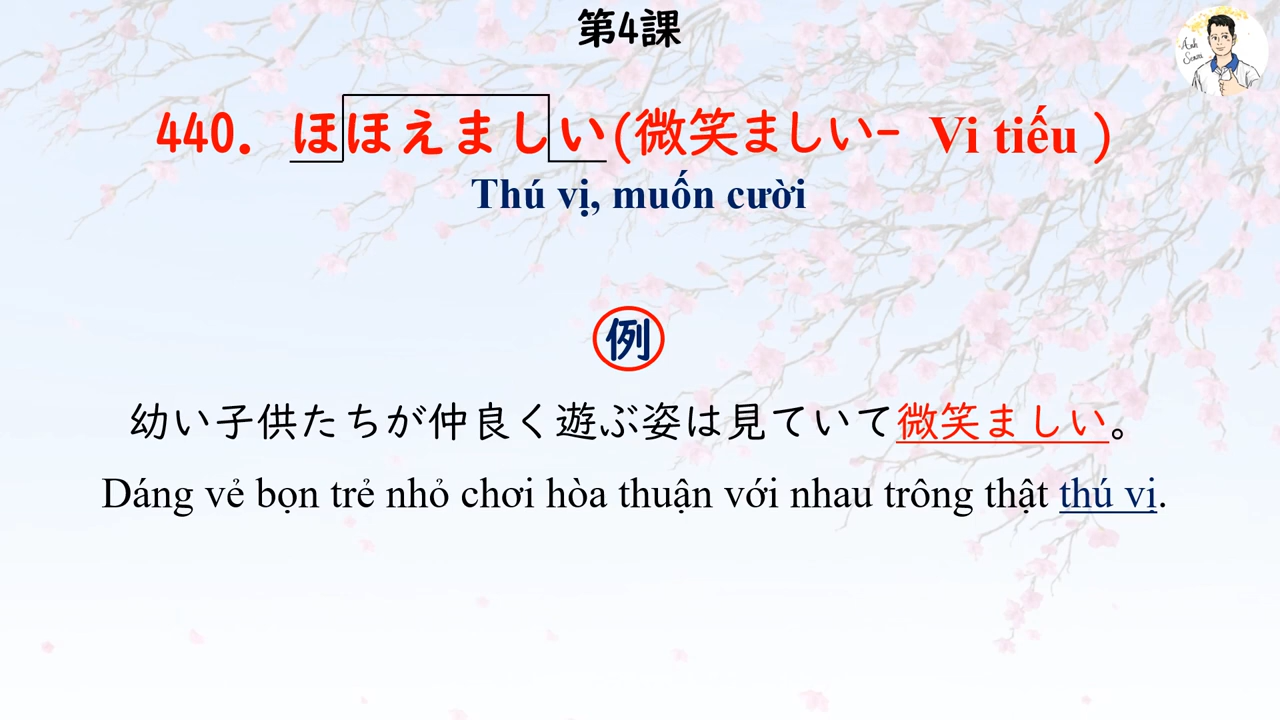 第4課
Anh
Sensei
440. ほほえましい(微笑ましい- Vi tiếu )
Thú vị, muốn cười
例
幼い子供たちが仲良く遊ぶ姿は見ていて微笑ましい。
Dáng vẻ bọn trẻ nhỏ chơi hòa thuận với nhau trông thật thú vị.